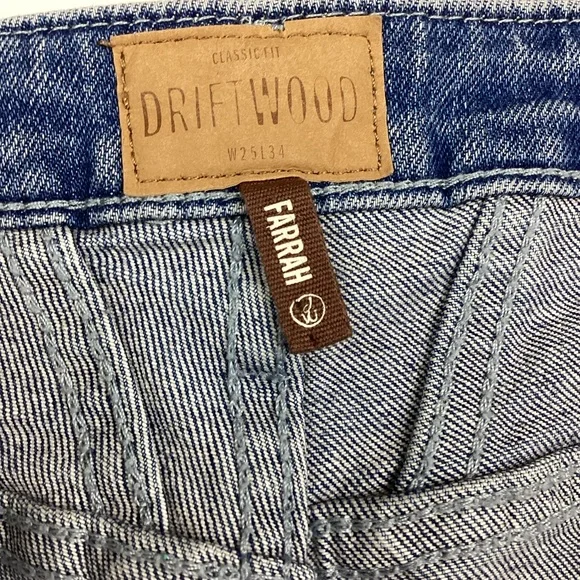 CLASSIC FIT
DRIFTWOOD
W25L34
FARRAH